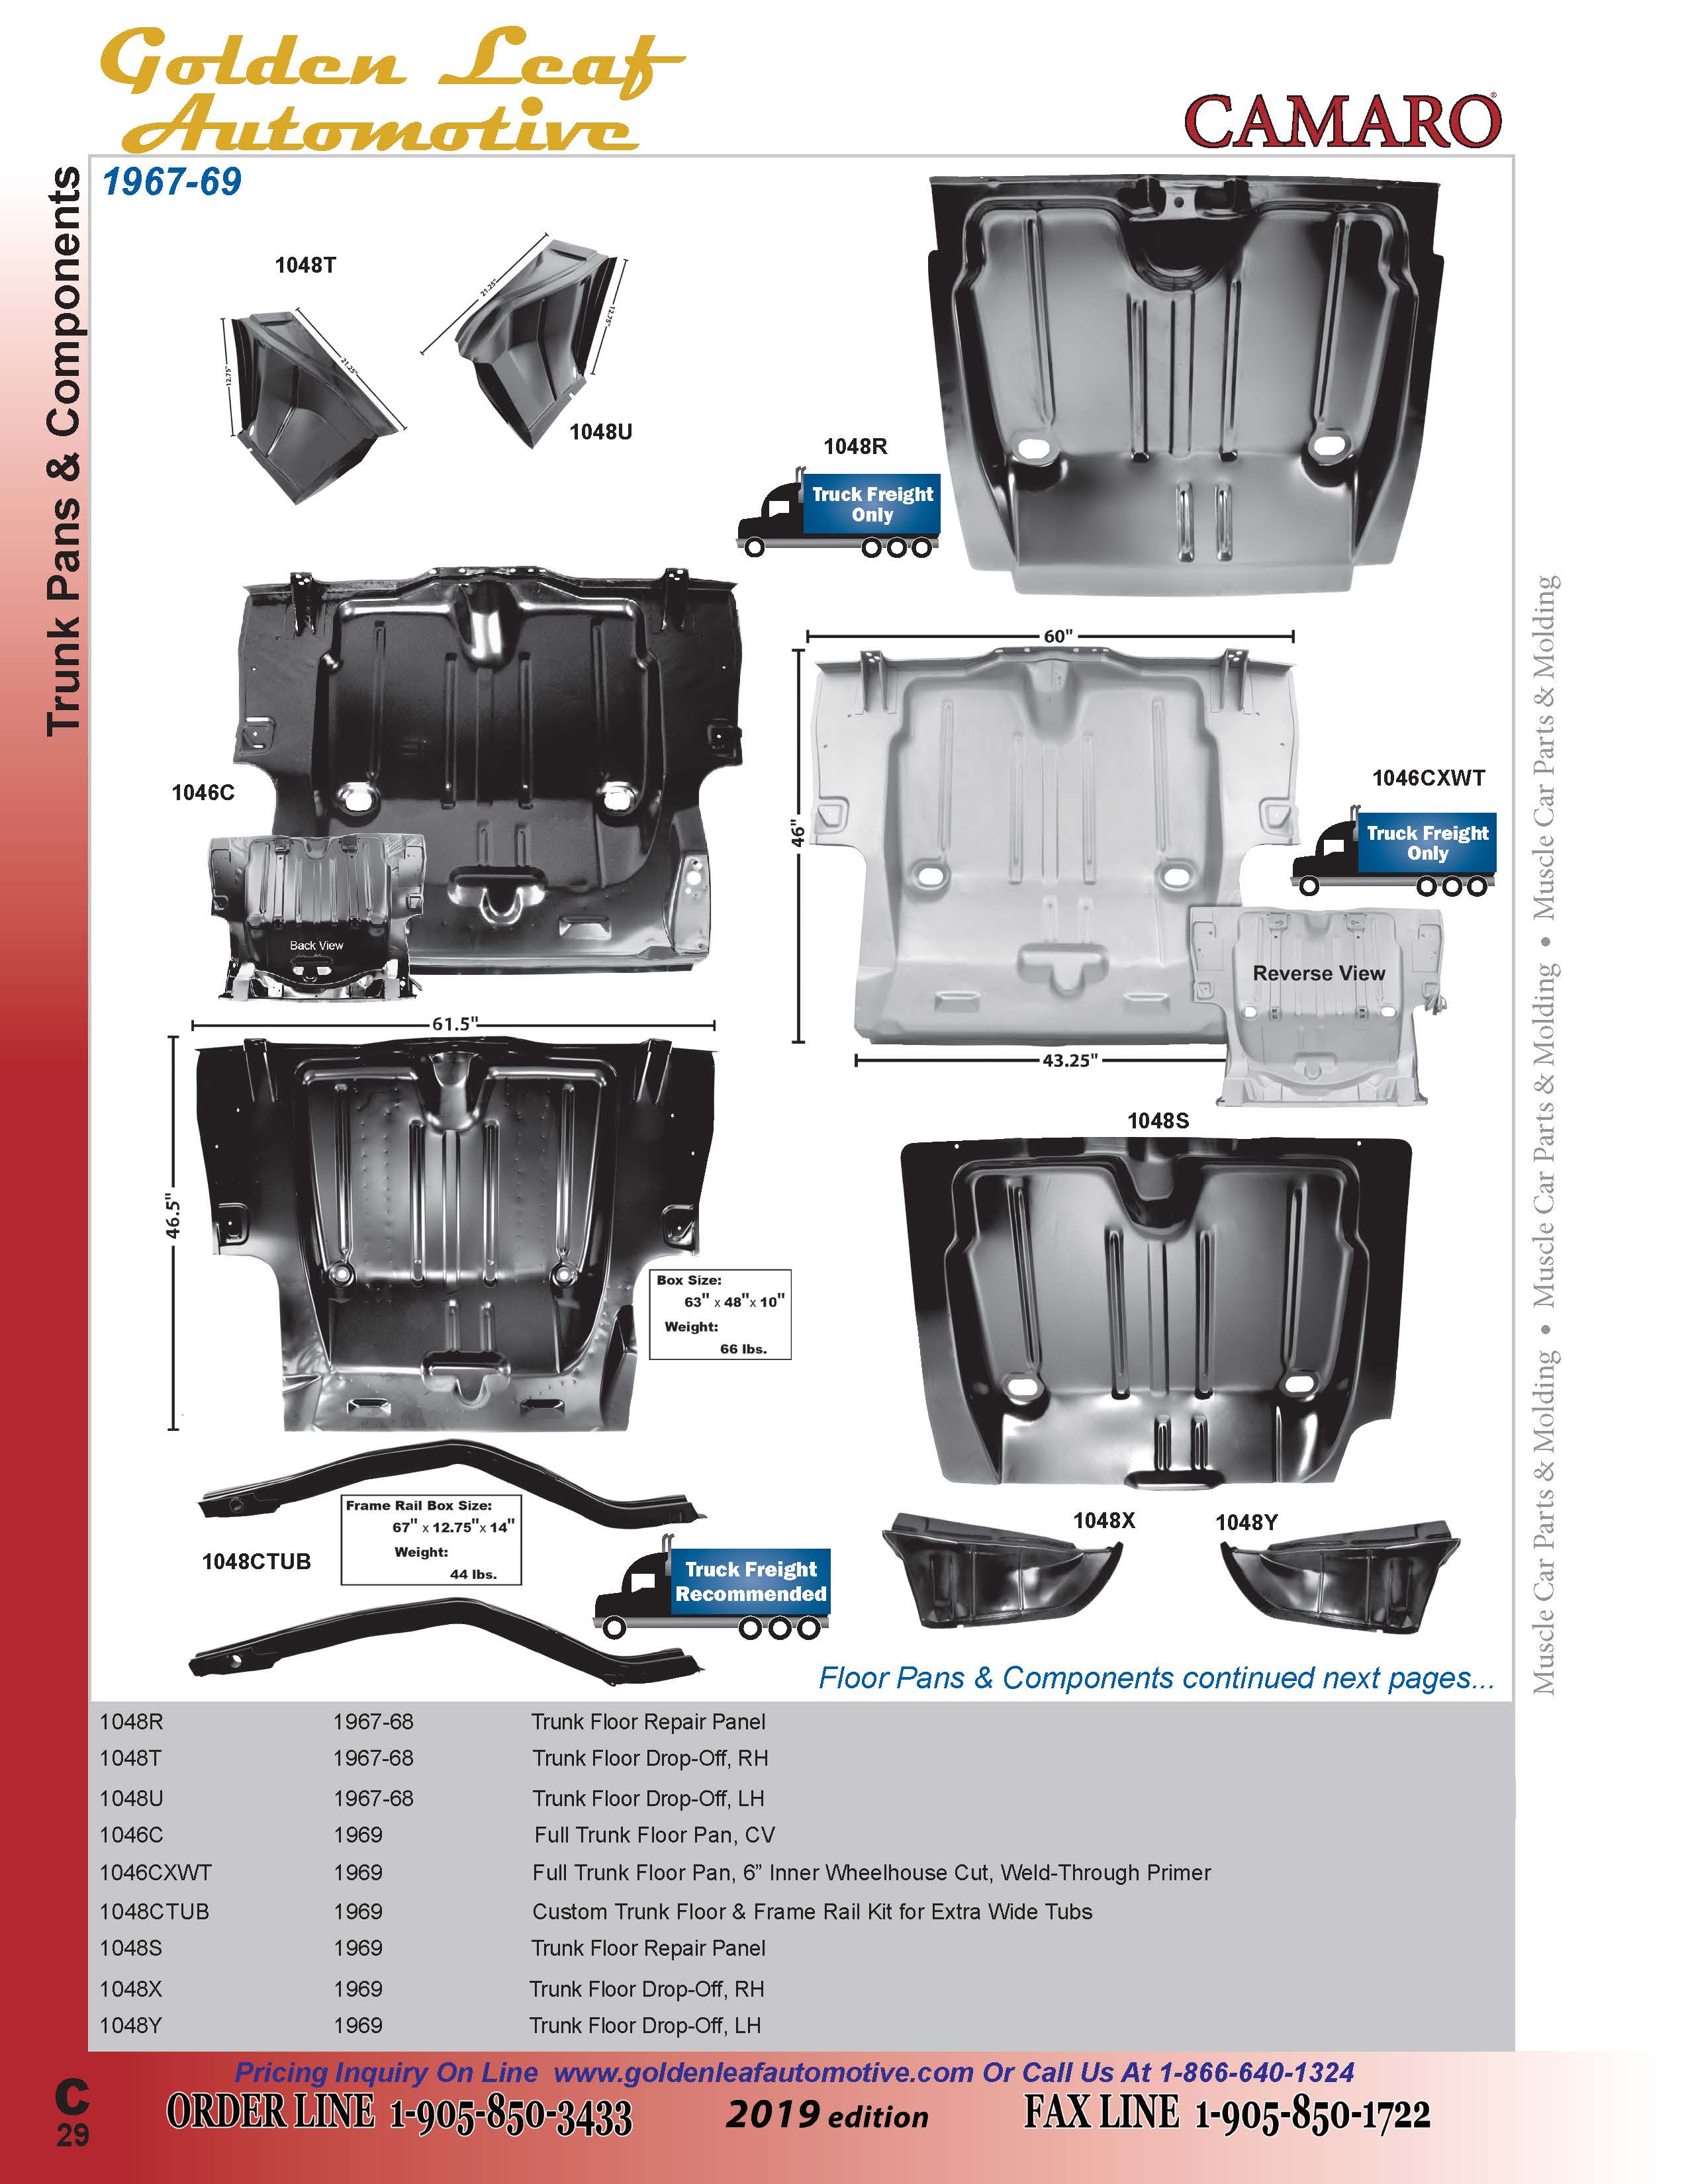 Golden Leaf
Automotive
CAMARO®
Trunk Pans & Components
1967-69
1048T
21.25"
12.75"
21.25"
12.75"
1048U
1048R
Truck Freight
Only
60"
46"
1046C
Back View
1046CXWT
Truck Freight
Only
Reverse View
43.25"
61.5"
46.5"
Box Size:
63" x 48" x 10"
Weight:
66 lbs.
1048S
Frame Rail Box Size:
67" x 12.75" x 14"
Weight:
44 lbs.
1048CTUB
Truck Freight
Recommended
1048X
1048Y
Floor Pans & Components continued next pages...
Muscle Car Parts & Molding • Muscle Car Parts & Molding • Muscle Car Parts & Molding
1048R 1967-68 Trunk Floor Repair Panel
1048T 1967-68 Trunk Floor Drop-Off, RH
1048U 1967-68 Trunk Floor Drop-Off, LH
1046C 1969 Full Trunk Floor Pan, CV
1046CXWT 1969 Full Trunk Floor Pan, 6” Inner Wheelhouse Cut, Weld-Through Primer
1048CTUB 1969 Custom Trunk Floor & Frame Rail Kit for Extra Wide Tubs
1048S 1969 Trunk Floor Repair Panel
1048X 1969 Trunk Floor Drop-Off, RH
1048Y 1969 Trunk Floor Drop-Off, LH
Pricing Inquiry On Line www.goldenleafautomotive.com Or Call Us At 1-866-640-1324
C
29
ORDER LINE 1-905-850-3433 2019 edition FAX LINE 1-905-850-1722